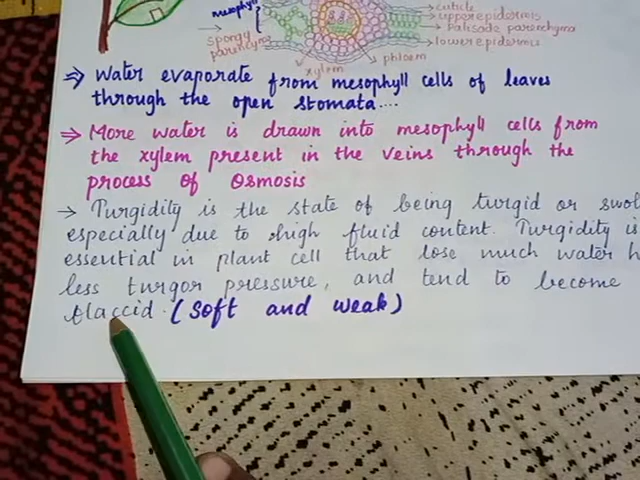 mesophyll
cuticle
upper epidermis
palisade parenchyma
spongy
lower epidermis
phloem
xylem
⇒ Water evaporate from mesophyll cells of leaves
through the open stomata....
⇒ More water is drawn into mesophyll cells from
the xylem present in the veins through the
process of Osmosis
→ Turgidity is the state of being turgid or swol
especially due to high fluid content. Turgidity is
essential in plant cell that lose much water h
less turgor pressure, and tend to become
flaccid. (Soft and weak)